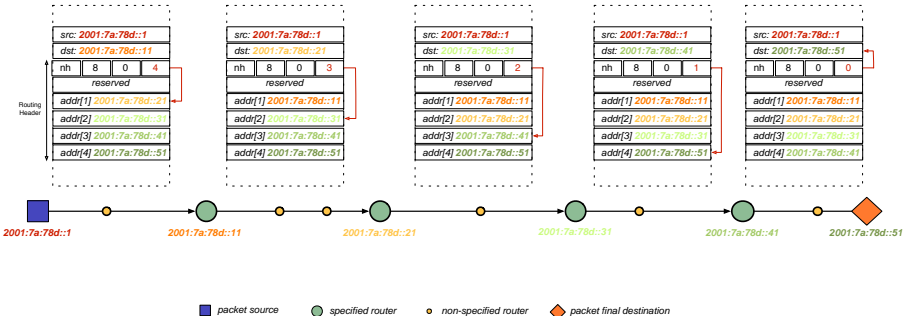 src: 2001:7a:78d::1
dst: 2001:7a:78d::11
nh 8 0 4
reserved
addr[1] 2001:7a:78d::21
addr[2] 2001:7a:78d::31
addr[3] 2001:7a:78d::41
addr[4] 2001:7a:78d::51
Routing
Header
src: 2001:7a:78d::1
dst: 2001:7a:78d::21
nh 8 0 3
reserved
addr[1] 2001:7a:78d::11
addr[2] 2001:7a:78d::31
addr[3] 2001:7a:78d::41
addr[4] 2001:7a:78d::51
src: 2001:7a:78d::1
dst: 2001:7a:78d::31
nh 8 0 2
reserved
addr[1] 2001:7a:78d::11
addr[2] 2001:7a:78d::21
addr[3] 2001:7a:78d::41
addr[4] 2001:7a:78d::51
src: 2001:7a:78d::1
dst: 2001:7a:78d::41
nh 8 0 1
reserved
addr[1] 2001:7a:78d::11
addr[2] 2001:7a:78d::21
addr[3] 2001:7a:78d::31
addr[4] 2001:7a:78d::51
src: 2001:7a:78d::1
dst: 2001:7a:78d::51
nh 8 0 0
reserved
addr[1] 2001:7a:78d::11
addr[2] 2001:7a:78d::21
addr[3] 2001:7a:78d::31
addr[4] 2001:7a:78d::41
2001:7a:78d::1
2001:7a:78d::11
2001:7a:78d::21
2001:7a:78d::31
2001:7a:78d::41
2001:7a:78d::51
packet source
specified router
non-specified router
packet final destination